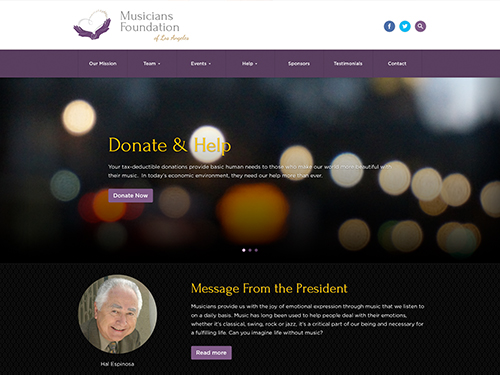 Musicians
Foundation
of Los Angeles
Our Mission Team Events Help Sponsors Testimonials Contact
Donate & Help
Your tax-deductible donations provide basic human needs to those who make our world more beautiful with
their music. In today's economic environment, they need our help more than ever.
Donate Now
Message From the President
Musicians provide us with the joy of emotional expression through music that we listen to
on a daily basis. Music has long been used to help people deal with their emotions,
whether it's classical, swing, rock or jazz, it's a critical part of our being and necessary for
a fulfilling life. Can you imagine life without music?
Read more
Hal Espinosa